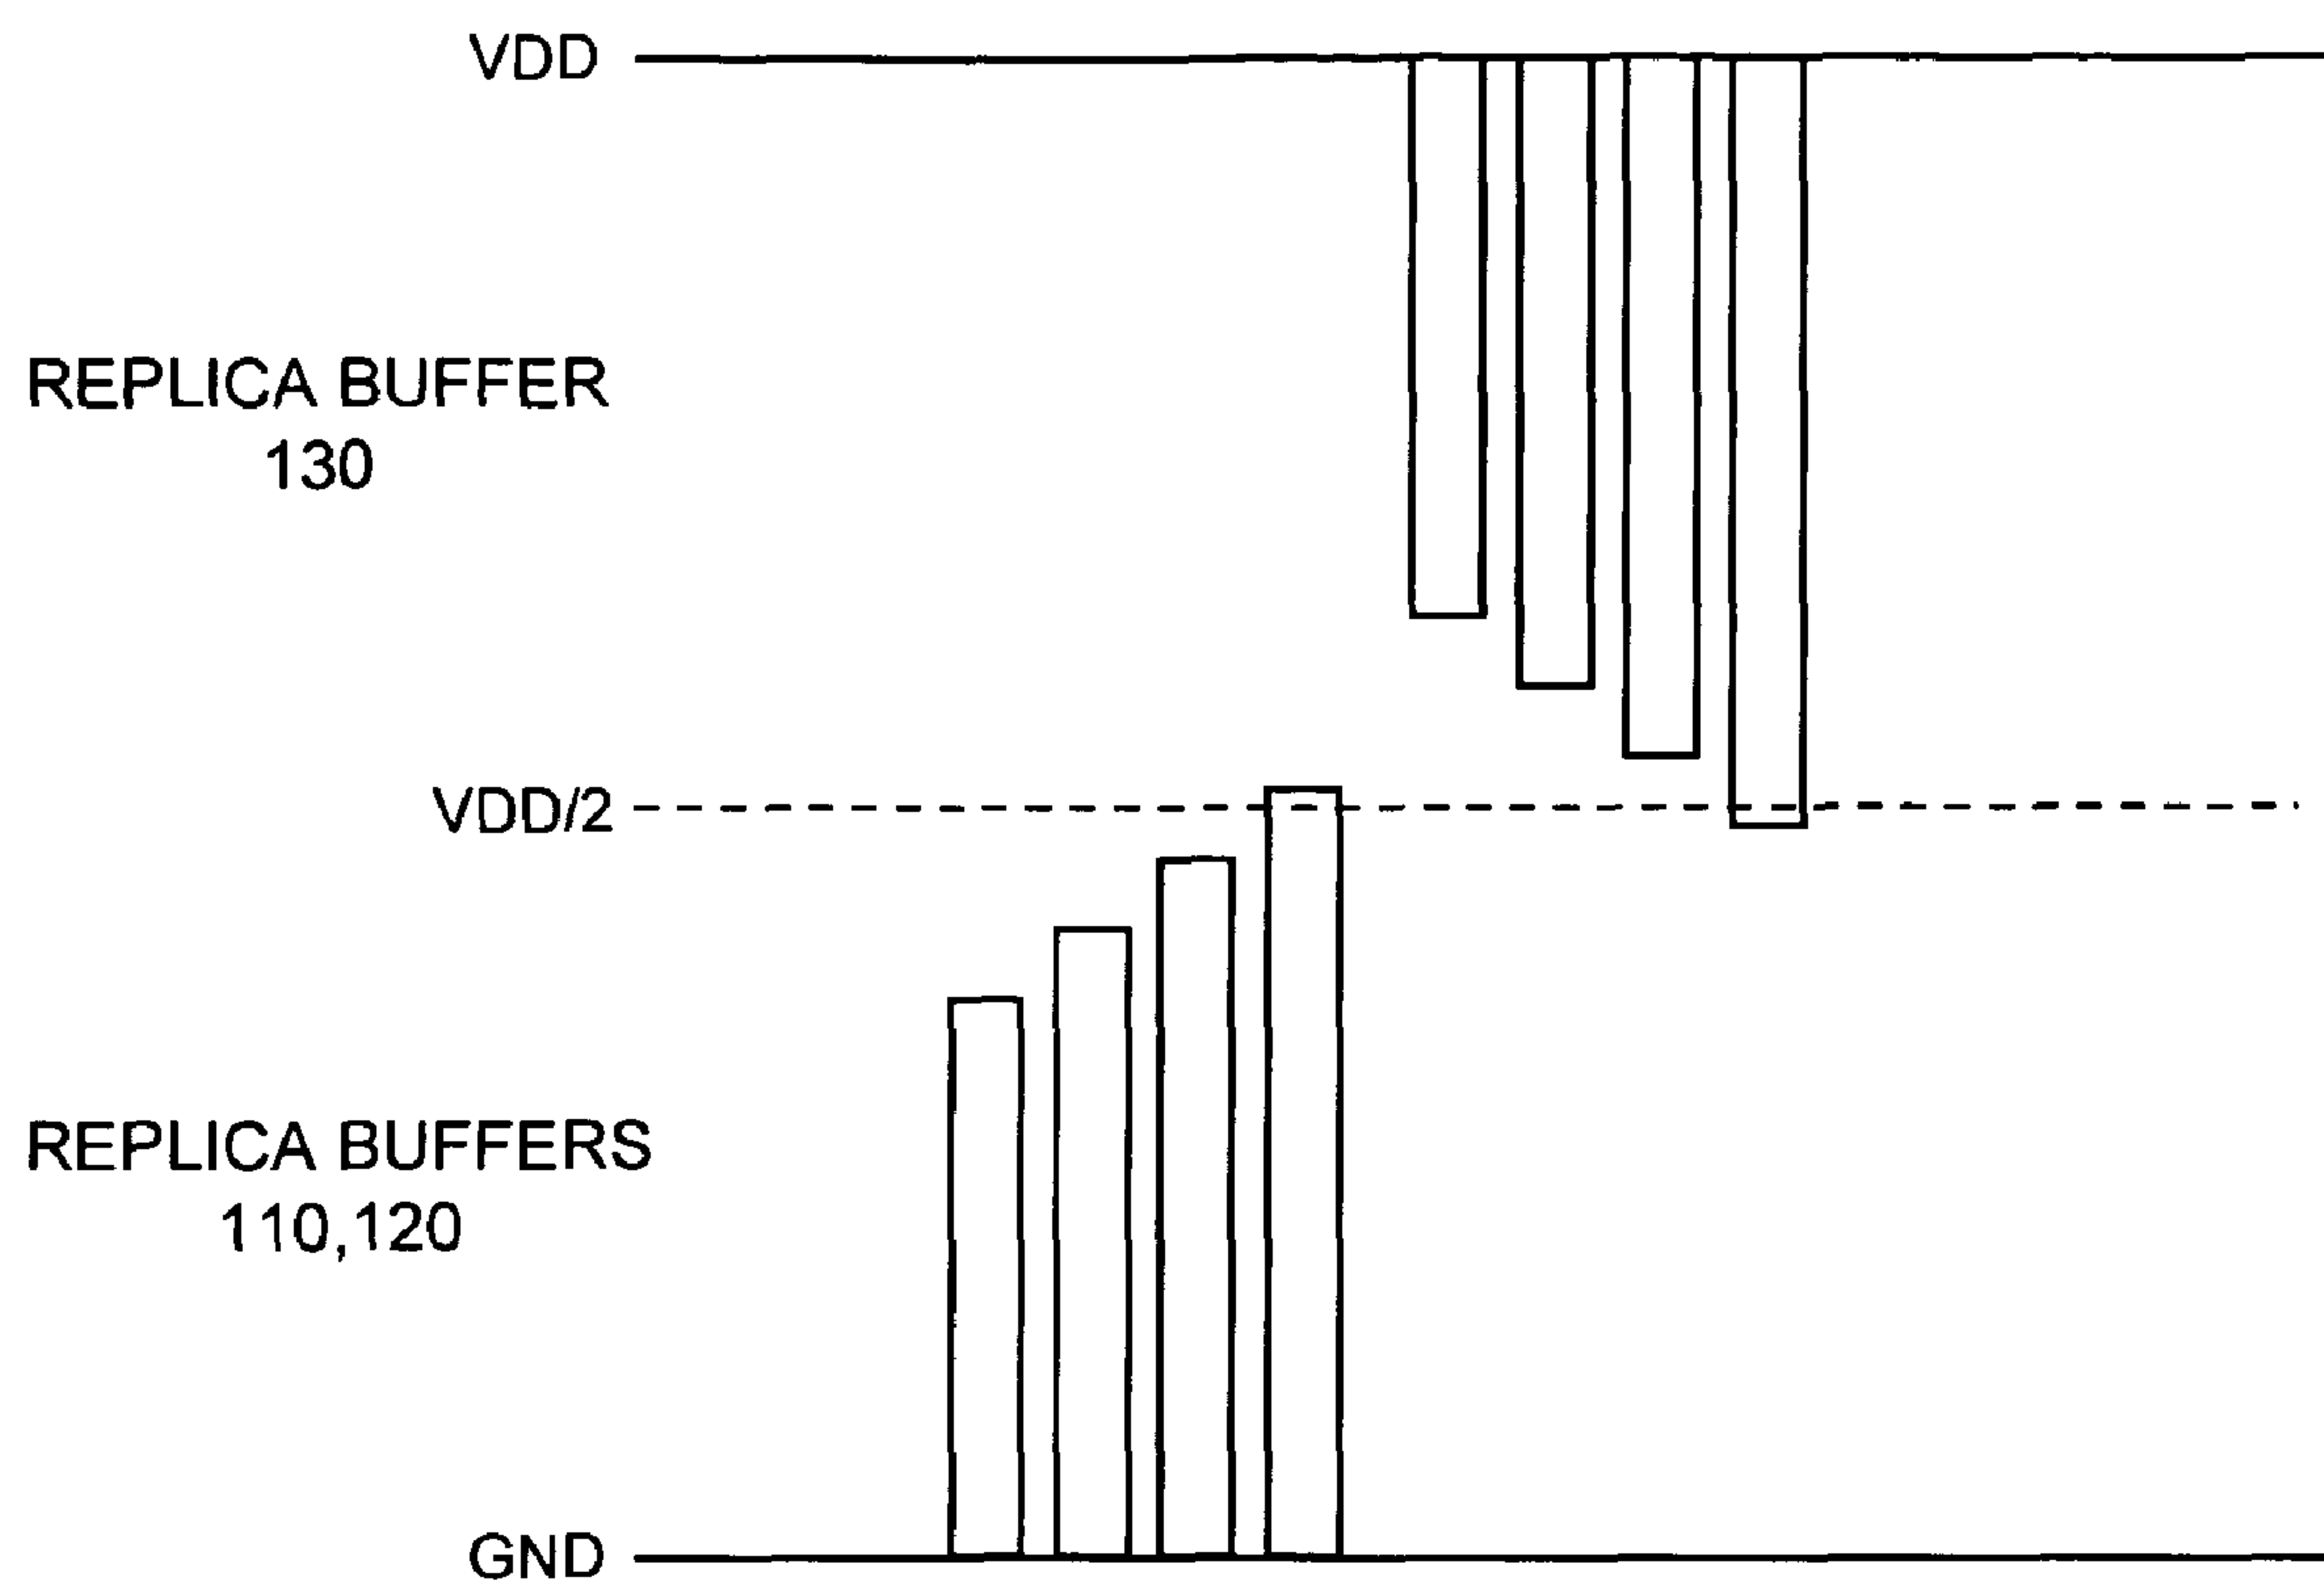 VDD
REPLICA BUFFER
130
VDD/2
REPLICA BUFFERS
110,120
GND